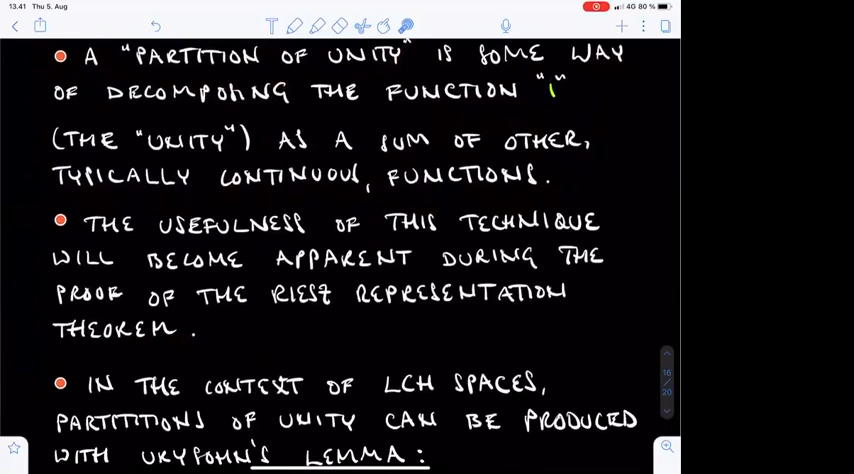 13.41 Thu 5. Aug
4G 80 %
A "PARTITION OF UNITY" IS SOME WAY
OF DECOMPOSING THE FUNCTION "1"
(THE "UNITY") AS A SUM OF OTHER,
TYPICALLY CONTINUOUS, FUNCTIONS.
THE USEFULNESS OF THIS TECHNIQUE
WILL BECOME APPARENT DURING THE
PROOF OF THE RIESZ REPRESENTATION
THEOREM.
IN THE CONTEXT OF LCH SPACES,
PARTITITIONS OF UNITY CAN BE PRODUCED
WITH URYSOHN'S LEMMA:
16
/
20